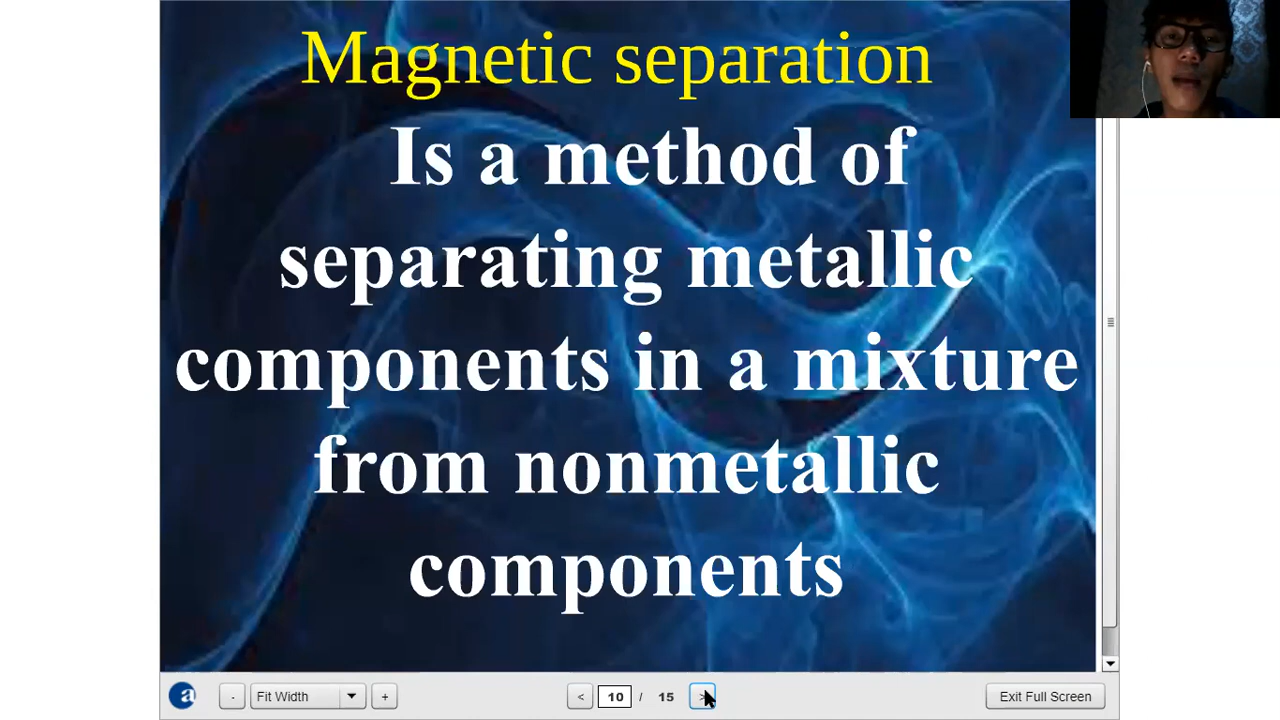 Magnetic separation
Is a method of
separating metallic
components in a mixture
from nonmetallic
components
a - Fit Width + < 10 / 15 > Exit Full Screen